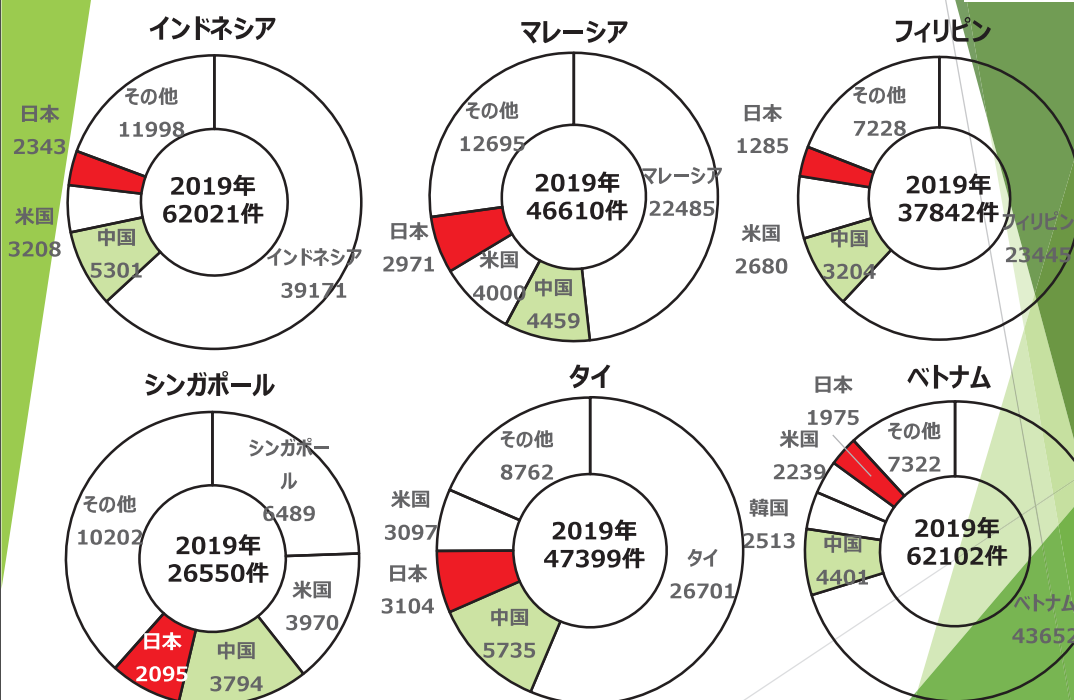 インドネシア
その他
11998
日本
2343
米国
3208
中国
5301
インドネシア
39171
2019年
62021件
マレーシア
その他
12695
マレーシア
22485
日本
2971
米国
4000
中国
4459
2019年
46610件
フィリピン
その他
7228
日本
1285
米国
2680
中国
3204
フィリピン
23445
2019年
37842件
シンガポール
シンガポー
ル
6489
その他
10202
米国
3970
日本
2095
中国
3794
2019年
26550件
タイ
その他
8762
米国
3097
日本
3104
中国
5735
タイ
26701
2019年
47399件
ベトナム
日本
1975
その他
7322
米国
2239
韓国
2513
中国
4401
ベトナム
43652
2019年
62102件